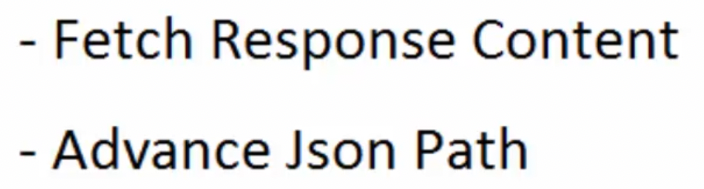 - Fetch Response Content
- Advance Json Path